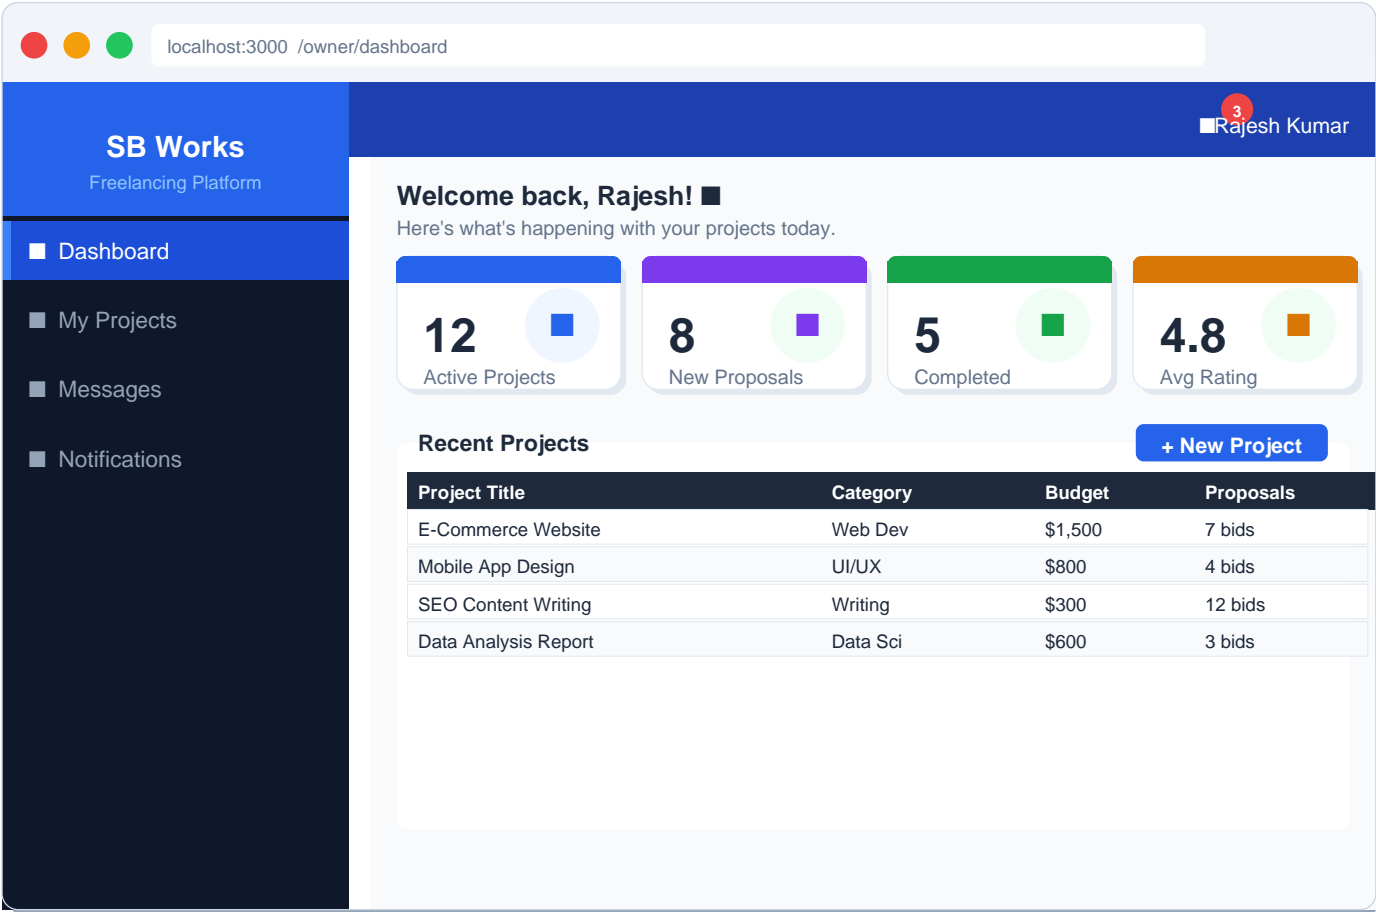 localhost:3000 /owner/dashboard
SB Works
Freelancing Platform
3
Rajesh Kumar
Dashboard
My Projects
Messages
Notifications
Welcome back, Rajesh!
Here's what's happening with your projects today.
12
Active Projects
8
New Proposals
5
Completed
4.8
Avg Rating
Recent Projects
+ New Project
Project Title Category Budget Proposals
E-Commerce Website Web Dev $1,500 7 bids
Mobile App Design UI/UX $800 4 bids
SEO Content Writing Writing $300 12 bids
Data Analysis Report Data Sci $600 3 bids